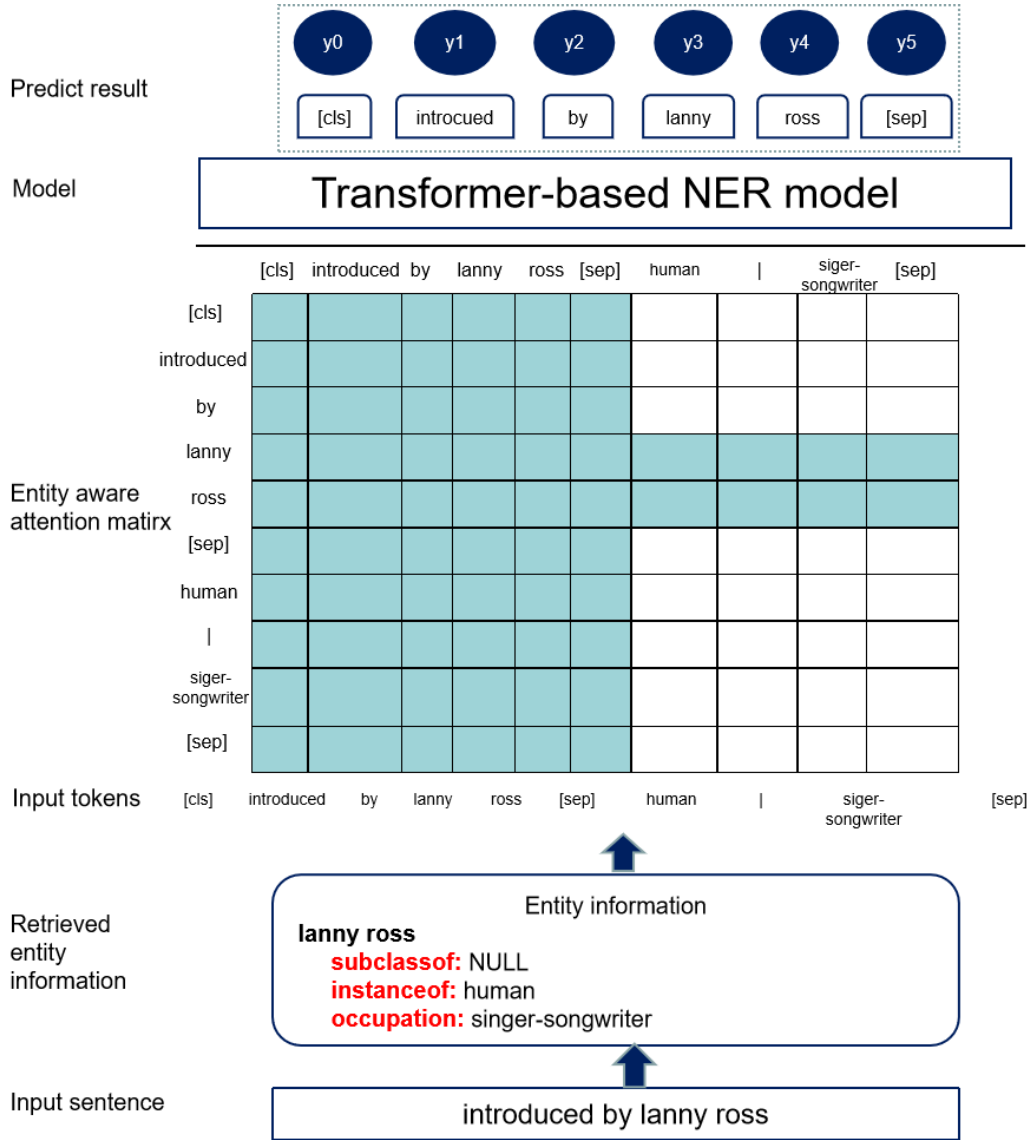 y0 y1 y2 y3 y4 y5
Predict result
[cls] introcued by lanny ross [sep]
Model
Transformer-based NER model
[cls] introduced by lanny ross [sep] human | siger-
songwriter [sep]
[cls]
introduced
by
lanny
Entity aware
attention matirx
ross
[sep]
human
|
siger-
songwriter
[sep]
Input tokens
[cls] introduced by lanny ross [sep] human | siger-
songwriter [sep]
Retrieved
entity
information
Entity information
lanny ross
subclassof: NULL
instanceof: human
occupation: singer-songwriter
Input sentence
introduced by lanny ross